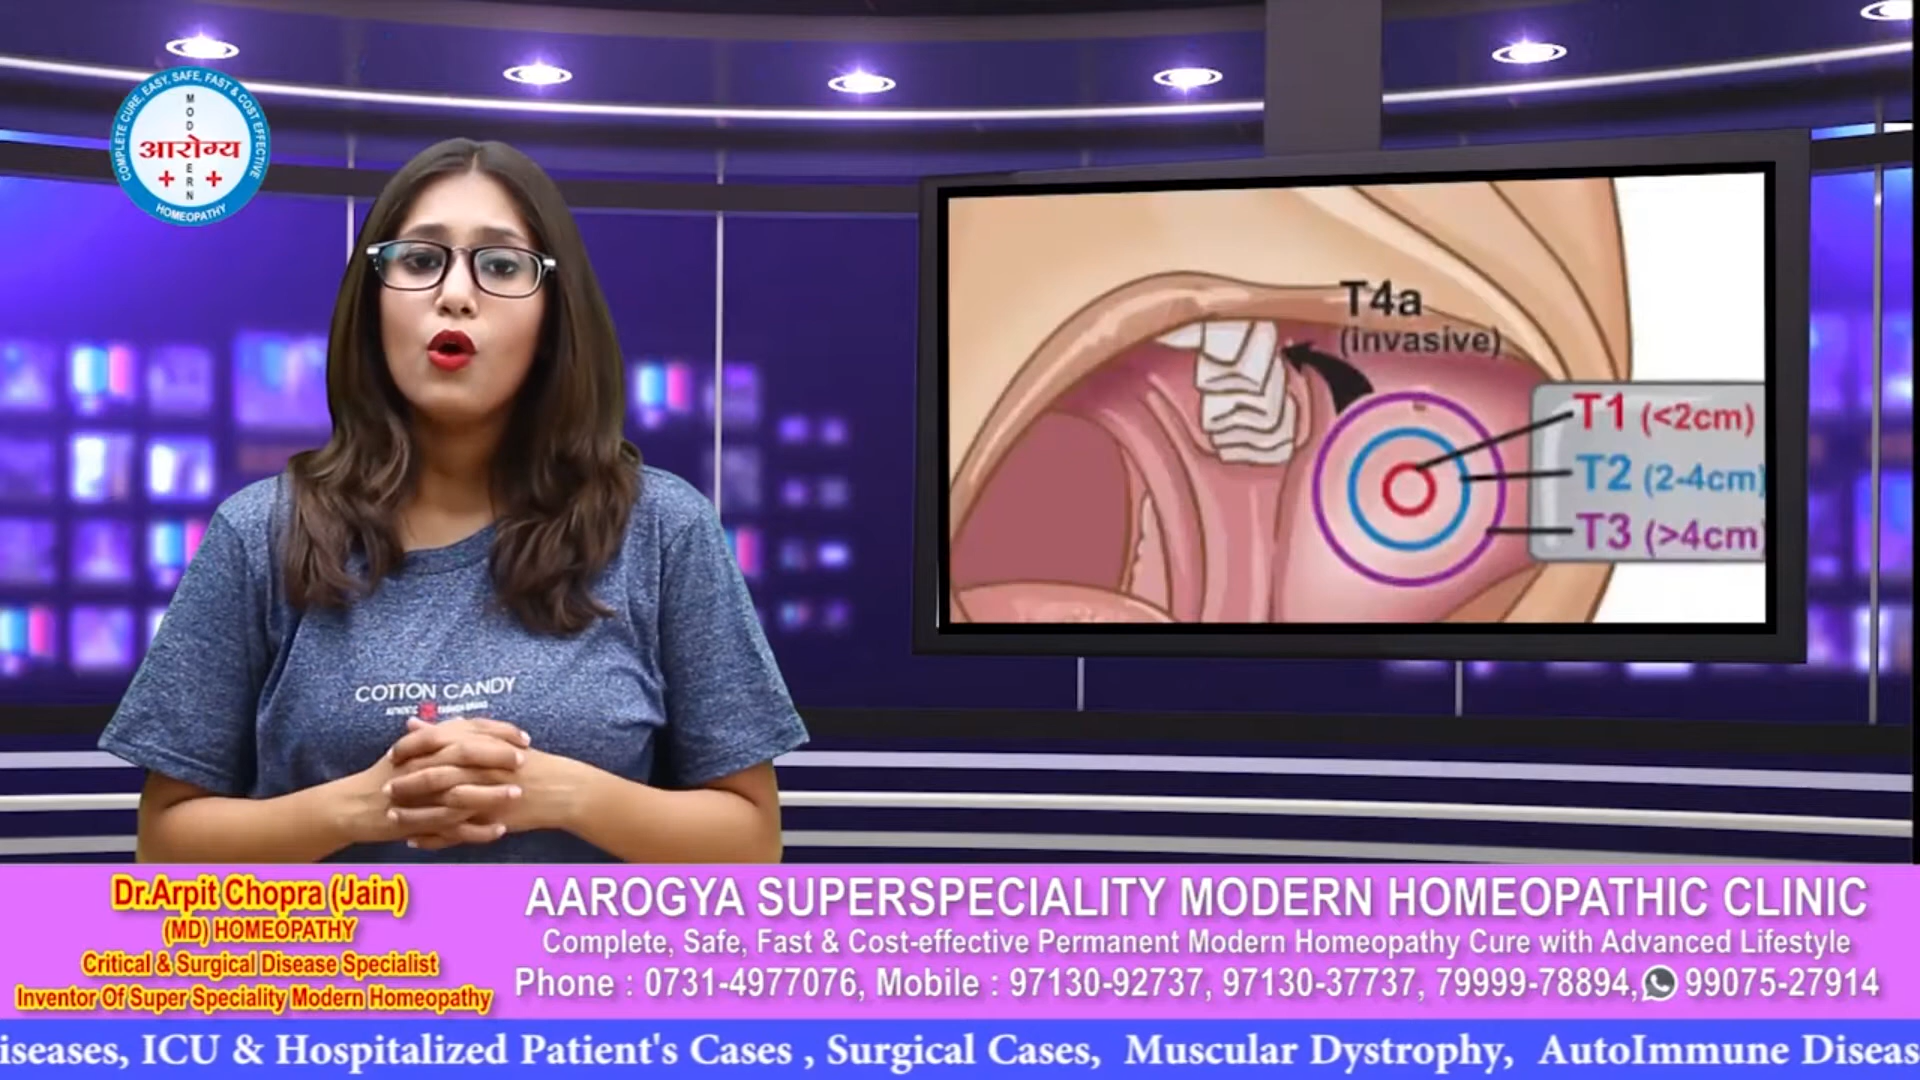 COMPLETE CURE, EASY, SAFE, FAST & COST EFFECTIVE
MODERN
आरोग्य
HOMEOPATHY
T4a
(invasive)
T1 (<2cm)
T2 (2-4cm)
T3 (>4cm)
COTTON CANDY
Dr.Arpit Chopra (Jain)
(MD) HOMEOPATHY
Critical & Surgical Disease Specialist
Inventor Of Super Speciality Modern Homeopathy
AAROGYA SUPERSPECIALITY MODERN HOMEOPATHIC CLINIC
Complete, Safe, Fast & Cost-effective Permanent Modern Homeopathy Cure with Advanced Lifestyle
Phone : 0731-4977076, Mobile : 97130-92737, 97130-37737, 79999-78894, 99075-27914
iseases, ICU & Hospitalized Patient's Cases , Surgical Cases, Muscular Dystrophy, AutoImmune Diseas